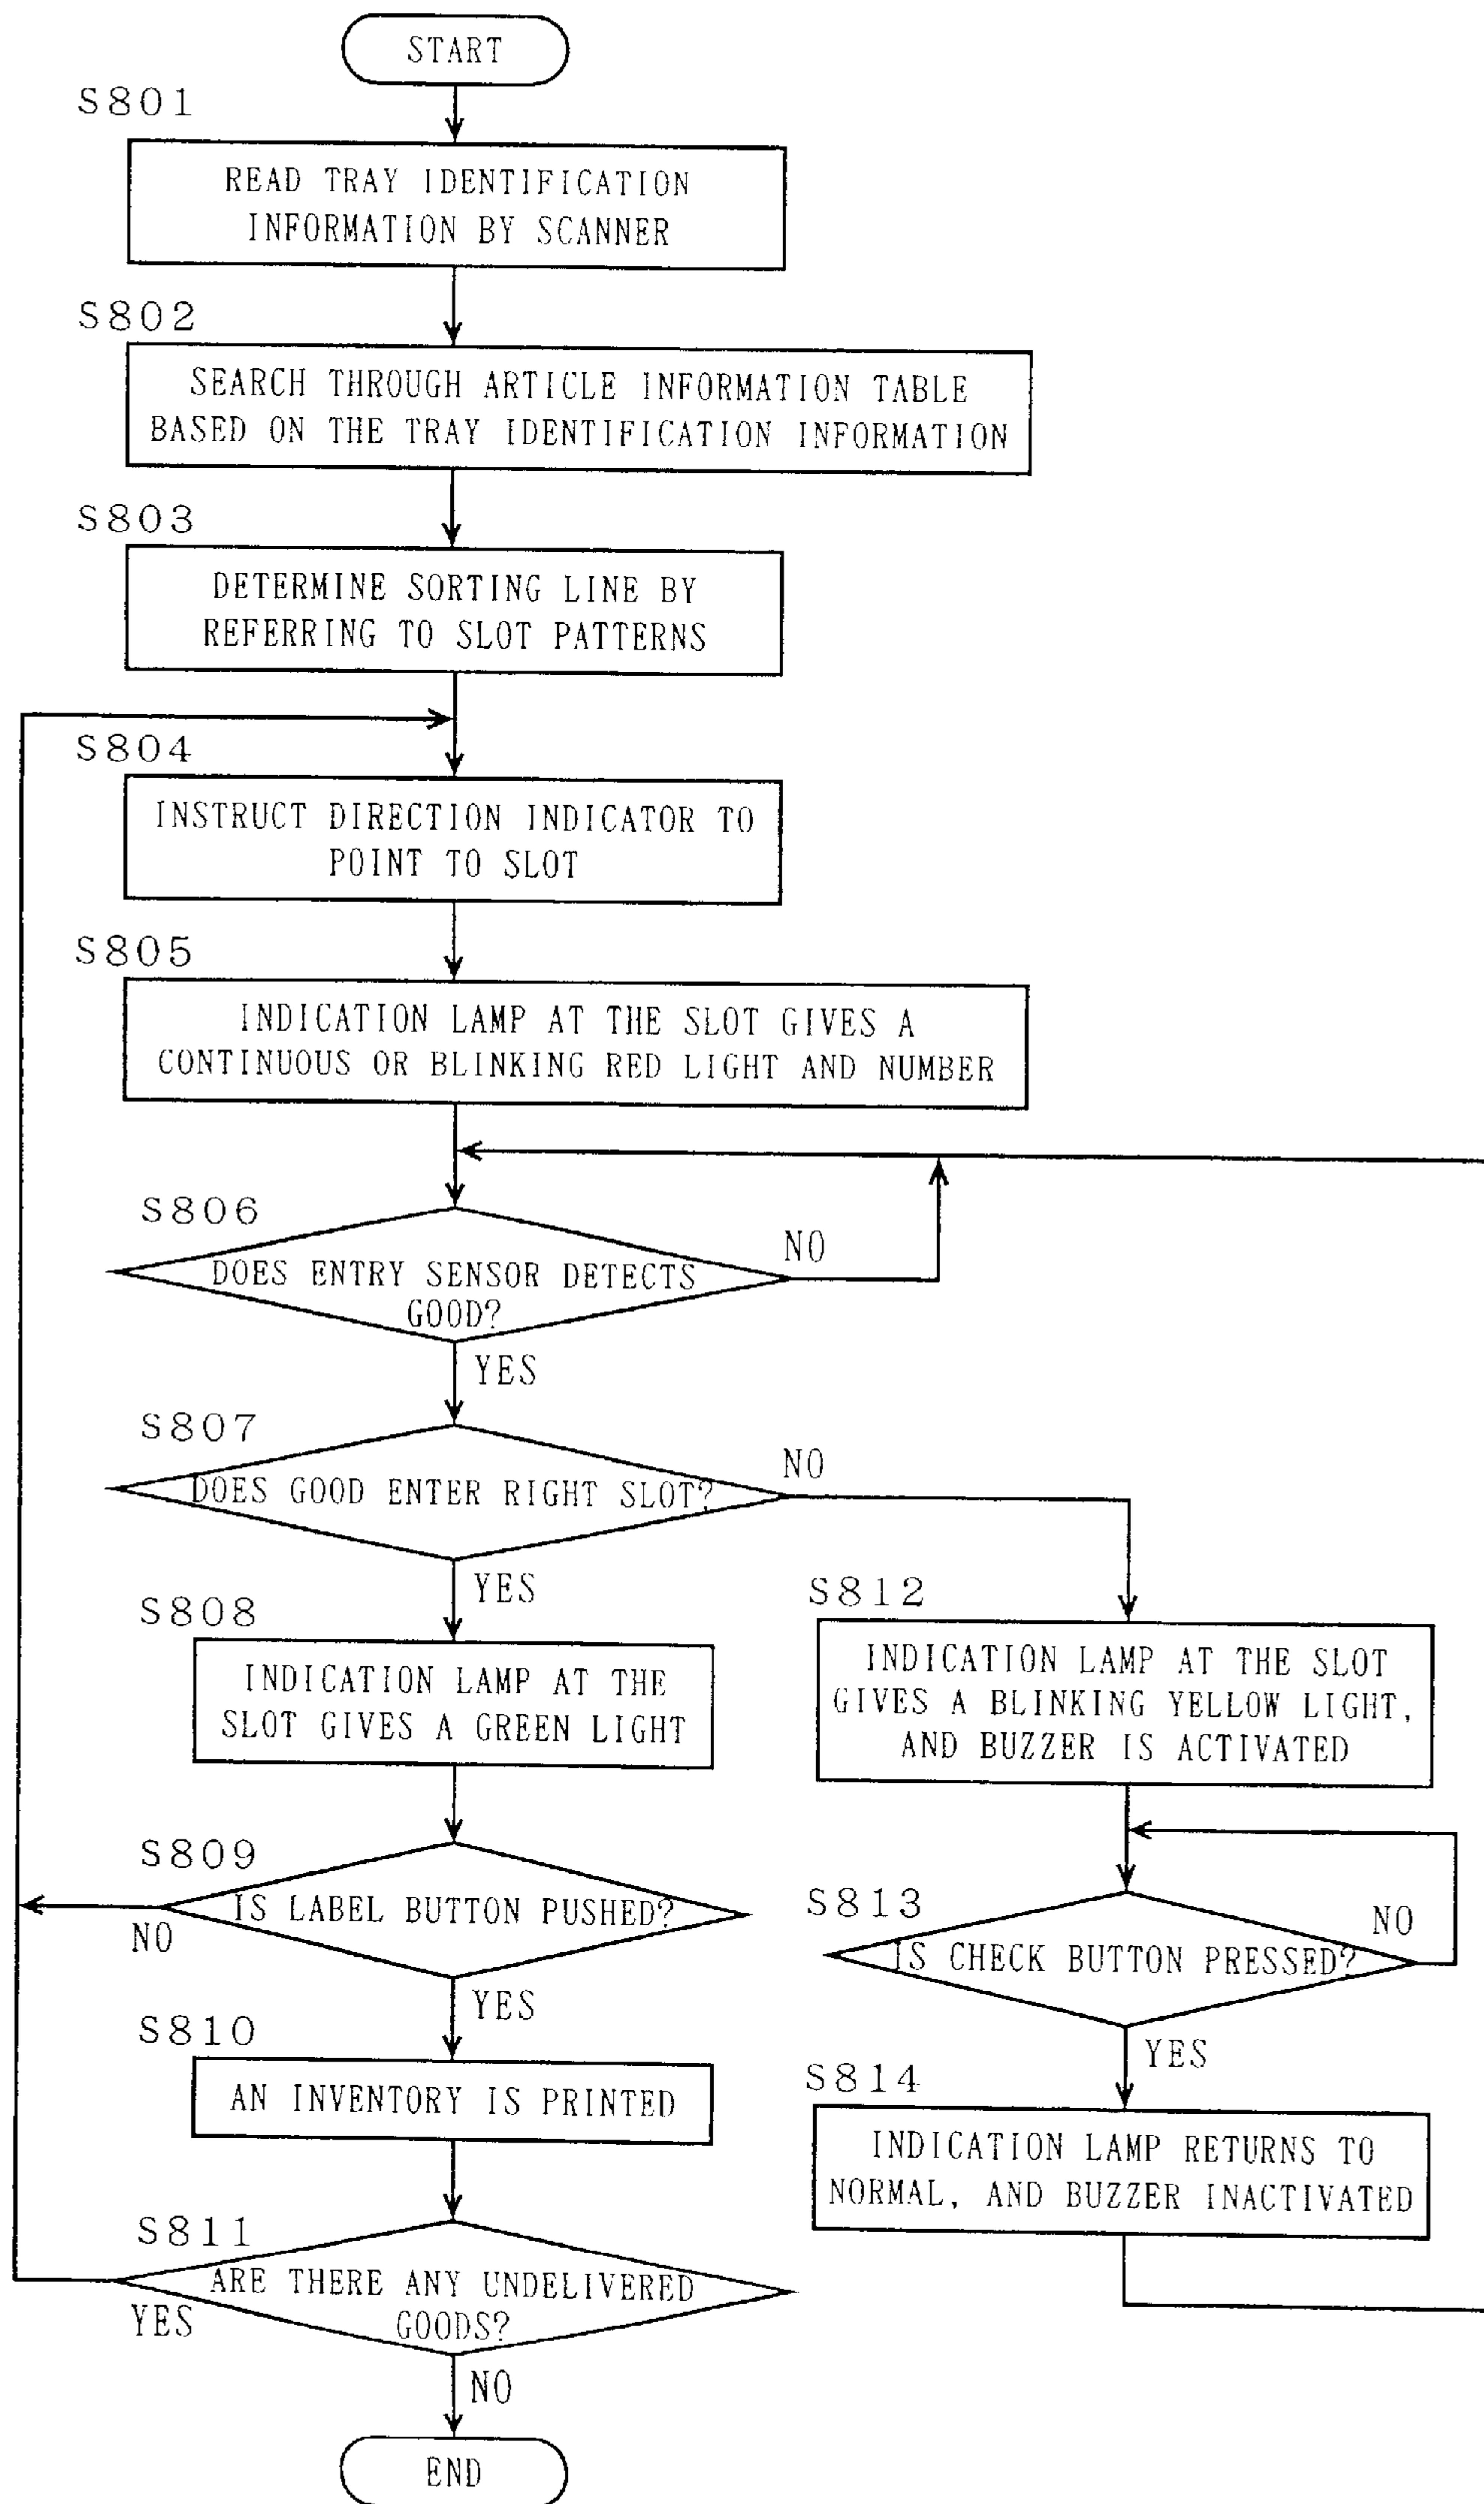 START
S801
READ TRAY IDENTIFICATION
INFORMATION BY SCANNER
S802
SEARCH THROUGH ARTICLE INFORMATION TABLE
BASED ON THE TRAY IDENTIFICATION INFORMATION
S803
DETERMINE SORTING LINE BY
REFERRING TO SLOT PATTERNS
S804
INSTRUCT DIRECTION INDICATOR TO
POINT TO SLOT
S805
INDICATION LAMP AT THE SLOT GIVES A
CONTINUOUS OR BLINKING RED LIGHT AND NUMBER
S806
NO
DOES ENTRY SENSOR DETECTS
GOOD?
YES
S807
NO
DOES GOOD ENTER RIGHT SLOT?
YES
S808
INDICATION LAMP AT THE
SLOT GIVES A GREEN LIGHT
S809
IS LABEL BUTTON PUSHED?
NO
YES
S810
AN INVENTORY IS PRINTED
S811
ARE THERE ANY UNDELIVERED
GOODS?
YES
NO
END
S812
INDICATION LAMP AT THE SLOT
GIVES A BLINKING YELLOW LIGHT,
AND BUZZER IS ACTIVATED
S813
NO
IS CHECK BUTTON PRESSED?
YES
S814
INDICATION LAMP RETURNS TO
NORMAL, AND BUZZER INACTIVATED